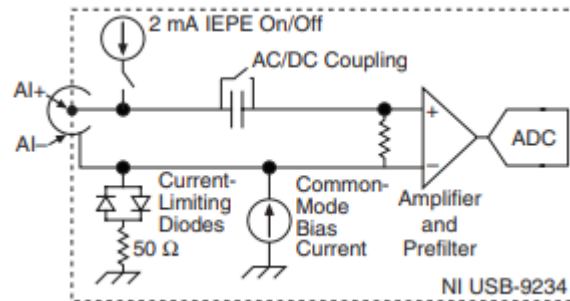 2 mA IEPE On/Off
AC/DC Coupling
AI+
AI–
+
–
ADC
Current-
Limiting
Diodes
50 Ω
Common-
Mode
Bias
Current
Amplifier
and
Prefilter
NI USB-9234